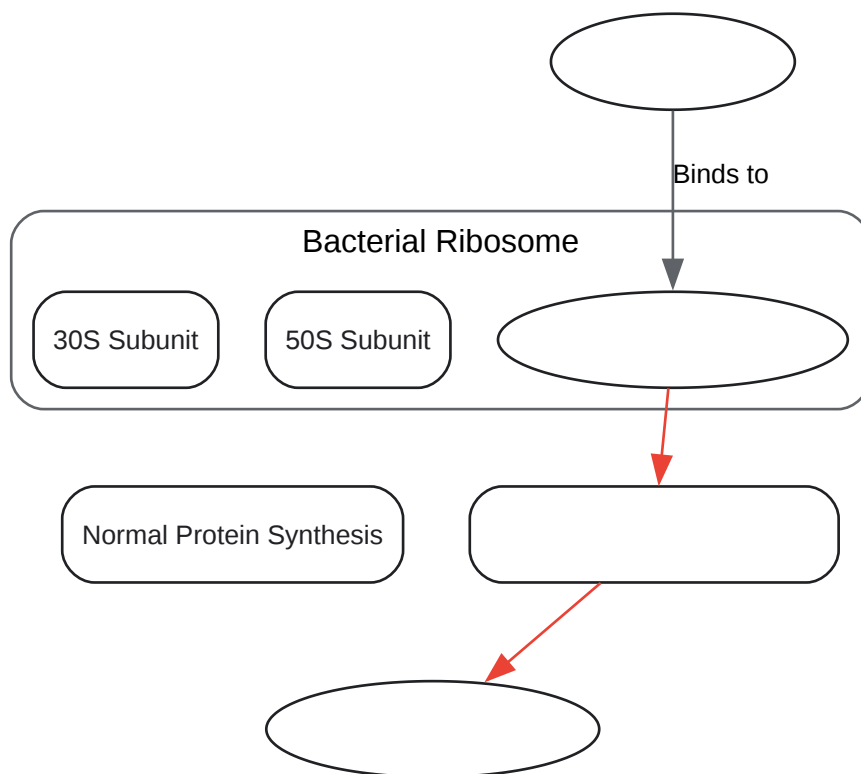 Binds to
Bacterial Ribosome
30S Subunit
50S Subunit
Normal Protein Synthesis